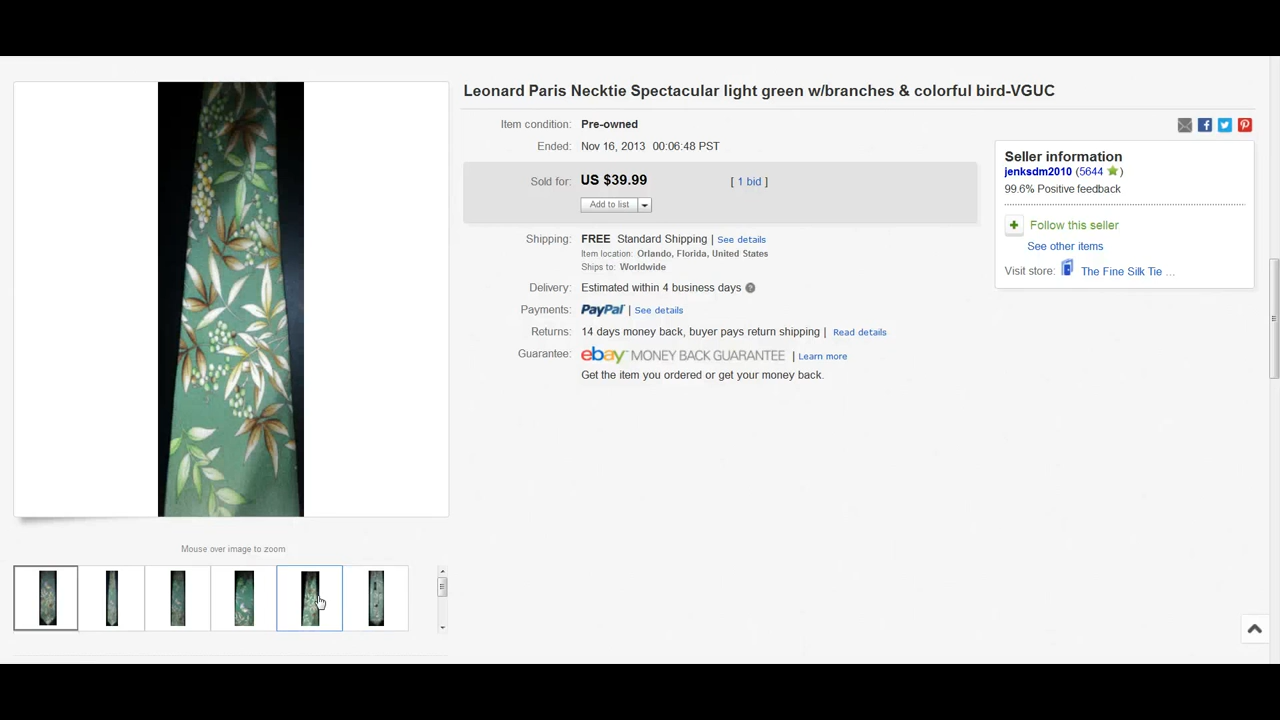 Leonard Paris Necktie Spectacular light green w/branches & colorful bird-VGUC
Item condition: Pre-owned
Ended: Nov 16, 2013 00:06:48 PST
Sold for: US $39.99 [ 1 bid ]
Add to list
Shipping: FREE Standard Shipping | See details
Item location: Orlando, Florida, United States
Ships to: Worldwide
Delivery: Estimated within 4 business days ?
Payments: PayPal | See details
Returns: 14 days money back, buyer pays return shipping | Read details
Guarantee: ebay MONEY BACK GUARANTEE | Learn more
Get the item you ordered or get your money back.
Seller information
jenksdm2010 (5644 )
99.6% Positive feedback
+ Follow this seller
See other items
Visit store: The Fine Silk Tie ...
Mouse over image to zoom